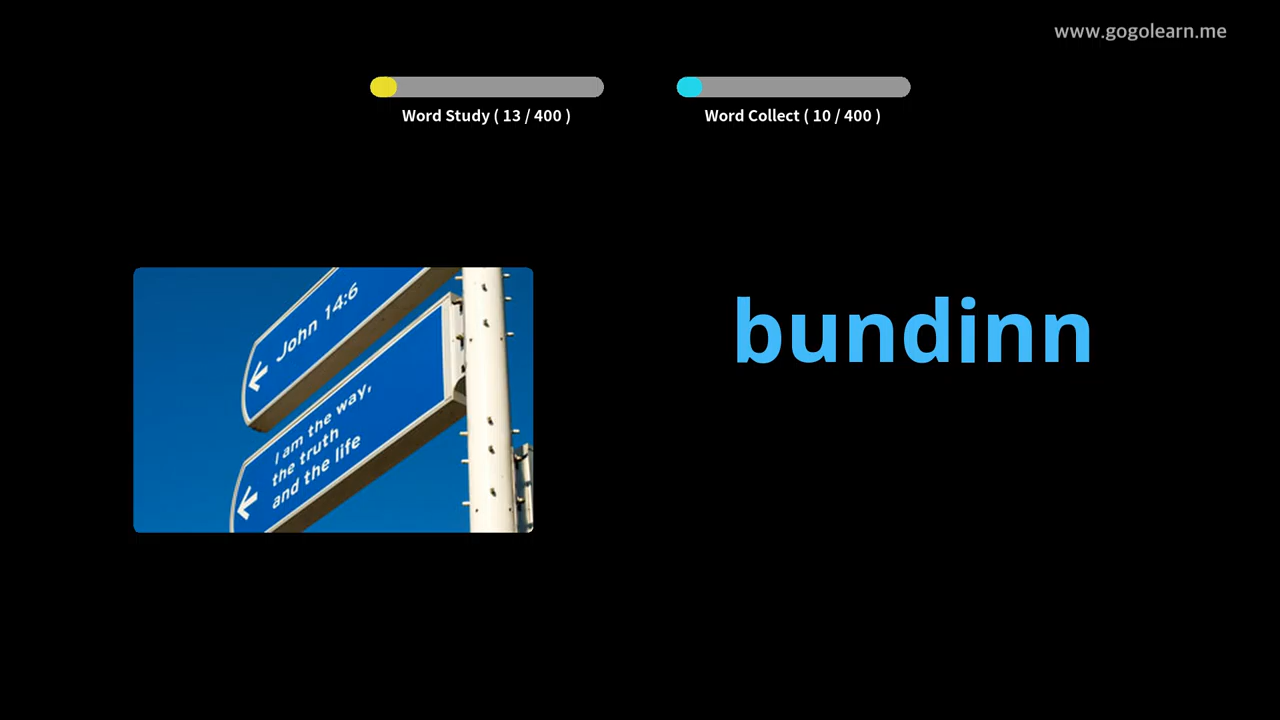 www.gogolearn.me
Word Study ( 13 / 400 )
Word Collect ( 10 / 400 )
John 14:6
I am the way,
the truth
and the life
bundinn